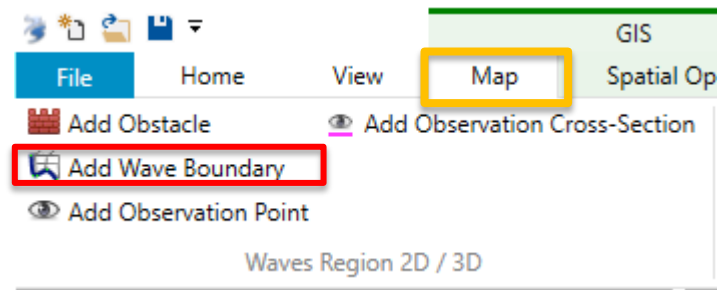 GIS
File Home View Map Spatial Op
Add Obstacle Add Observation Cross-Section
Add Wave Boundary
Add Observation Point
Waves Region 2D / 3D